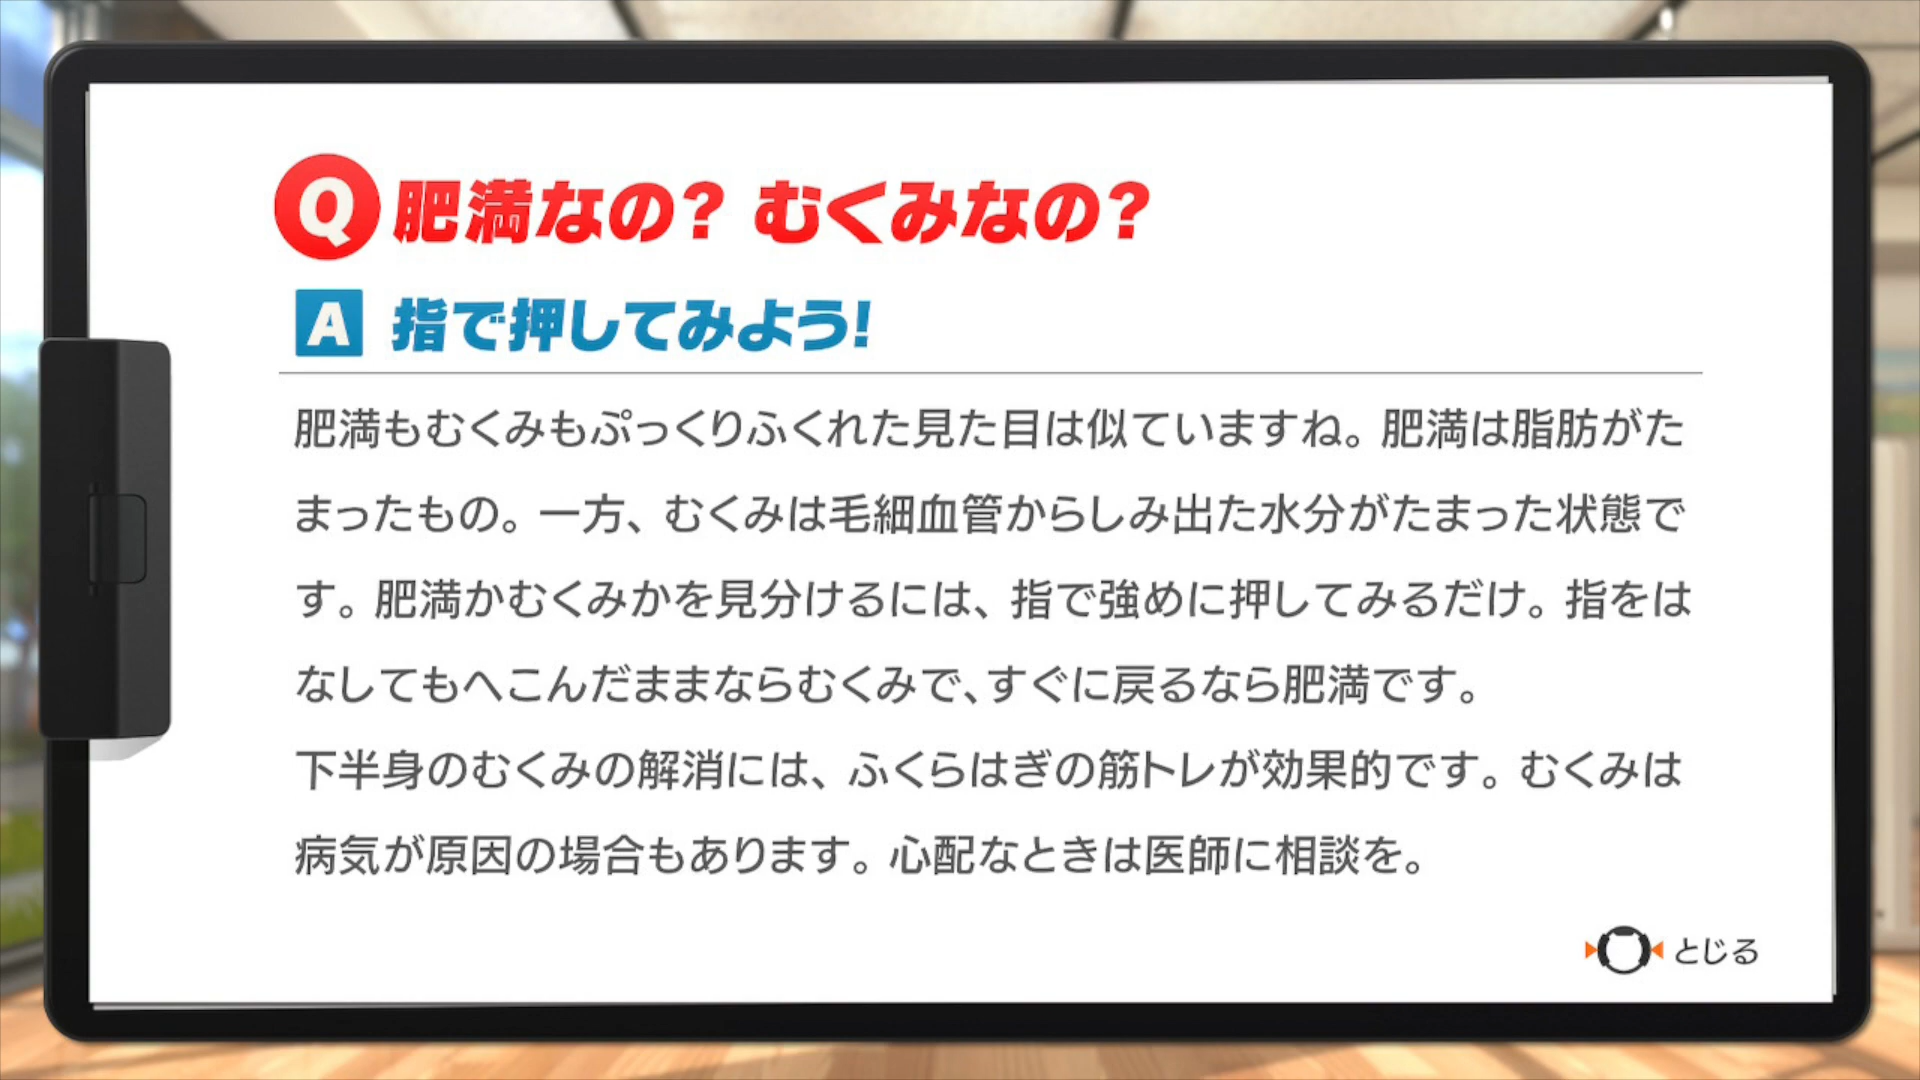 Q 肥満なの? むくみなの?
A 指で押してみよう!
肥満もむくみもぷっくりふくれた見た目は似ていますね。肥満は脂肪がた
まったもの。一方、むくみは毛細血管からしみ出た水分がたまった状態で
す。肥満かむくみかを見分けるには、指で強めに押してみるだけ。指をは
なしてもへこんだままならむくみで、すぐに戻るなら肥満です。
下半身のむくみの解消には、ふくらはぎの筋トレが効果的です。むくみは
病気が原因の場合もあります。心配なときは医師に相談を。
とじる